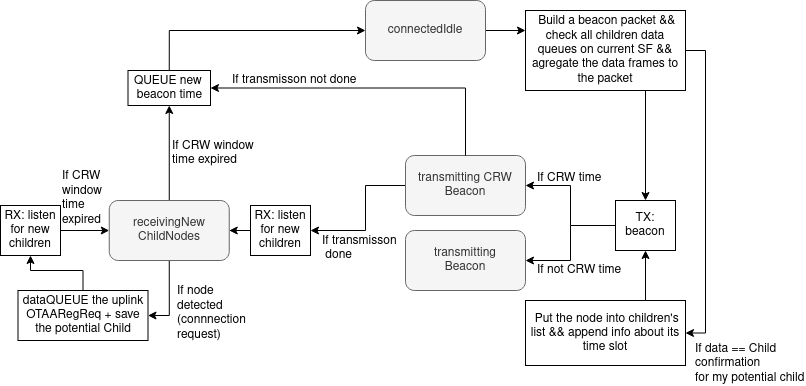 connectedIdle
Build a beacon packet &&
check all children data
queues on current SF &&
agregate the data frames to
the packet
QUEUE new
beacon time
If transmisson not done
If CRW window
time expired
transmitting CRW
Beacon
If CRW time
If CRW
window
time
expired
RX: listen
for new
children
receivingNew
ChildNodes
RX: listen
for new
children
TX:
beacon
If transmisson
done
transmitting
Beacon
If not CRW time
dataQUEUE the uplink
OTAARegReq + save
the potential Child
If node
detected
(connnection
request)
Put the node into children's
list && append info about its
time slot
If data == Child
confirmation
for my potential child